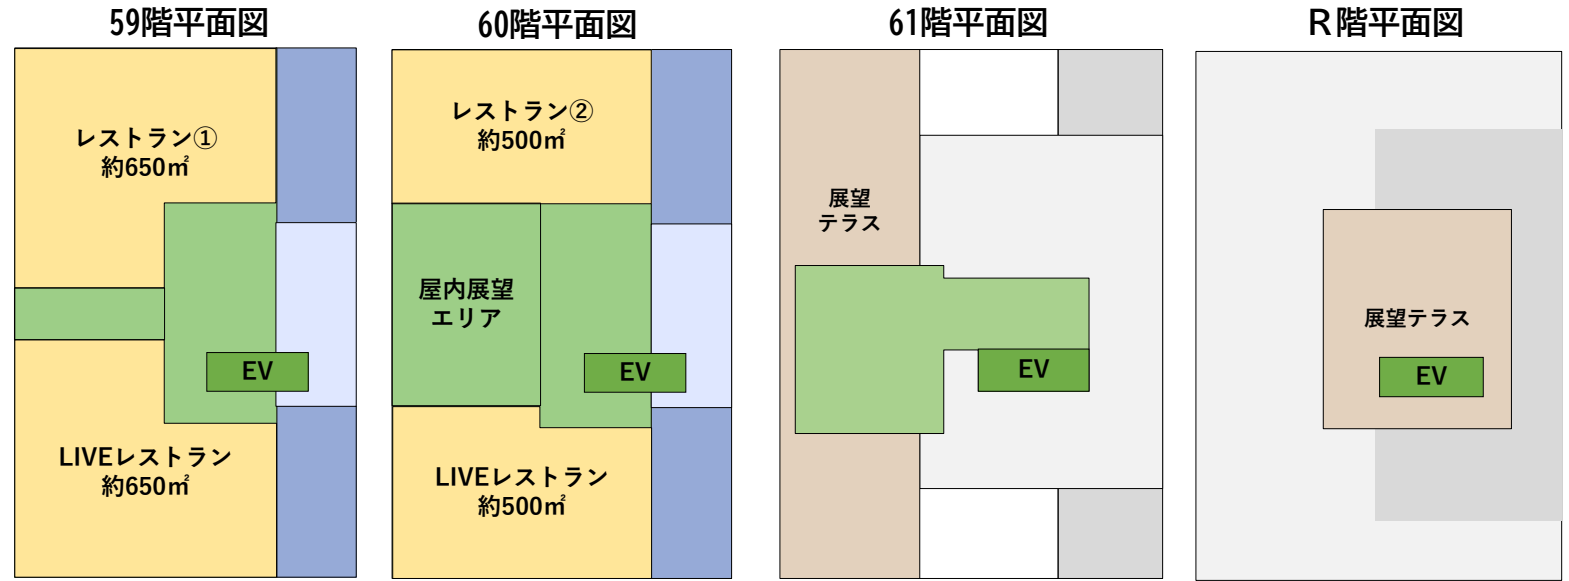 59階平面図
レストラン①
約650㎡
EV
LIVEレストラン
約650㎡
60階平面図
レストラン②
約500㎡
屋内展望
エリア
EV
LIVEレストラン
約500㎡
61階平面図
展望
テラス
EV
R階平面図
展望テラス
EV